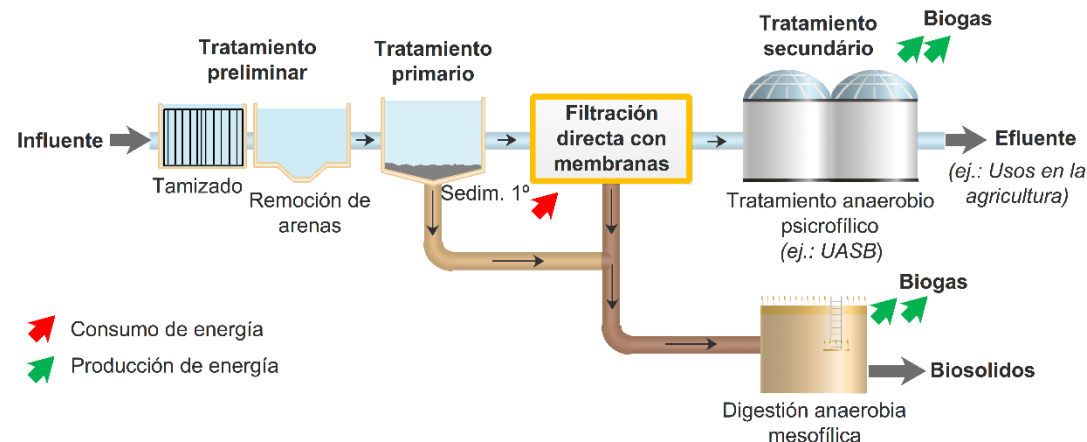 Tratamiento
preliminar
Tratamiento
primario
Tratamiento
secundário
Biogas
Influente
Tamizado
Remoción de
arenas
Sedim. 1º
Filtración
directa con
membranas
Tratamiento anaerobio
psicrofílico
(ej.: UASB)
Efluente
(ej.: Usos en la
agricultura)
Biogas
Consumo de energía
Producción de energía
Biosolidos
Digestión anaerobia
mesofílica